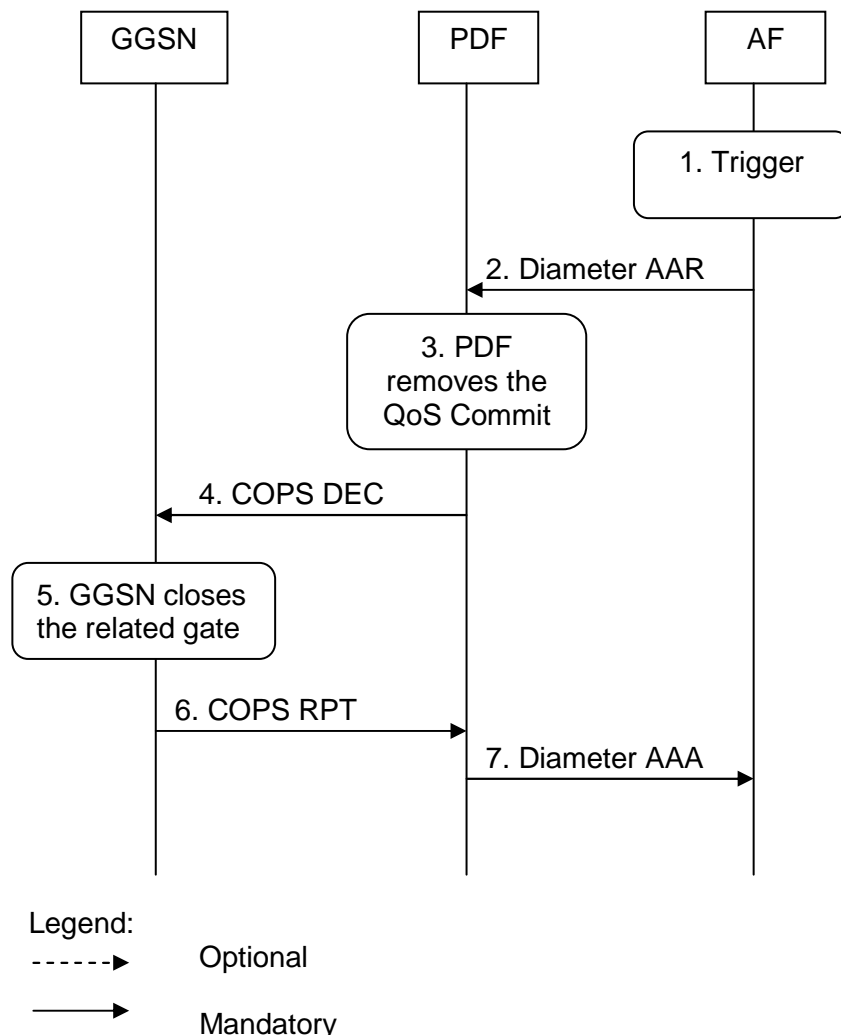 GGSN
PDF
AF
1. Trigger
2. Diameter AAR
3. PDF
removes the
QoS Commit
4. COPS DEC
5. GGSN closes
the related gate
6. COPS RPT
7. Diameter AAA
Legend:
Optional
Mandatory